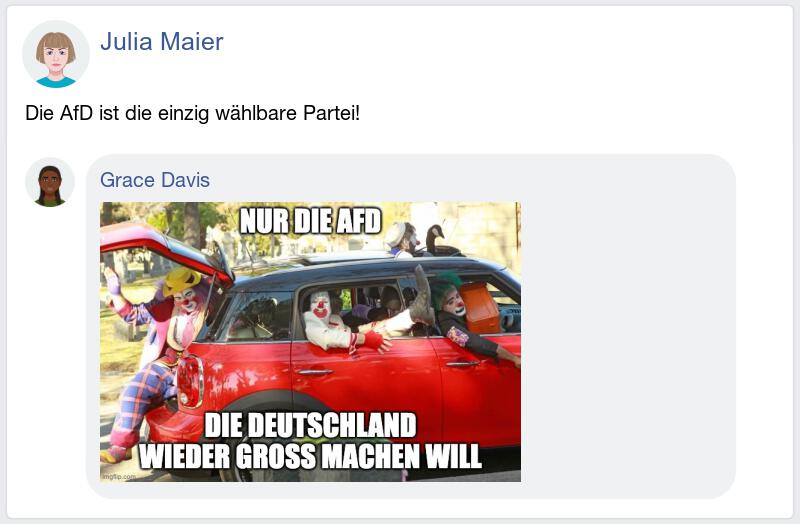 Julia Maier
Die AfD ist die einzig wählbare Partei!
Grace Davis
NUR DIE AFD
DIE DEUTSCHLAND
WIEDER GROSS MACHEN WILL
imgflip.com